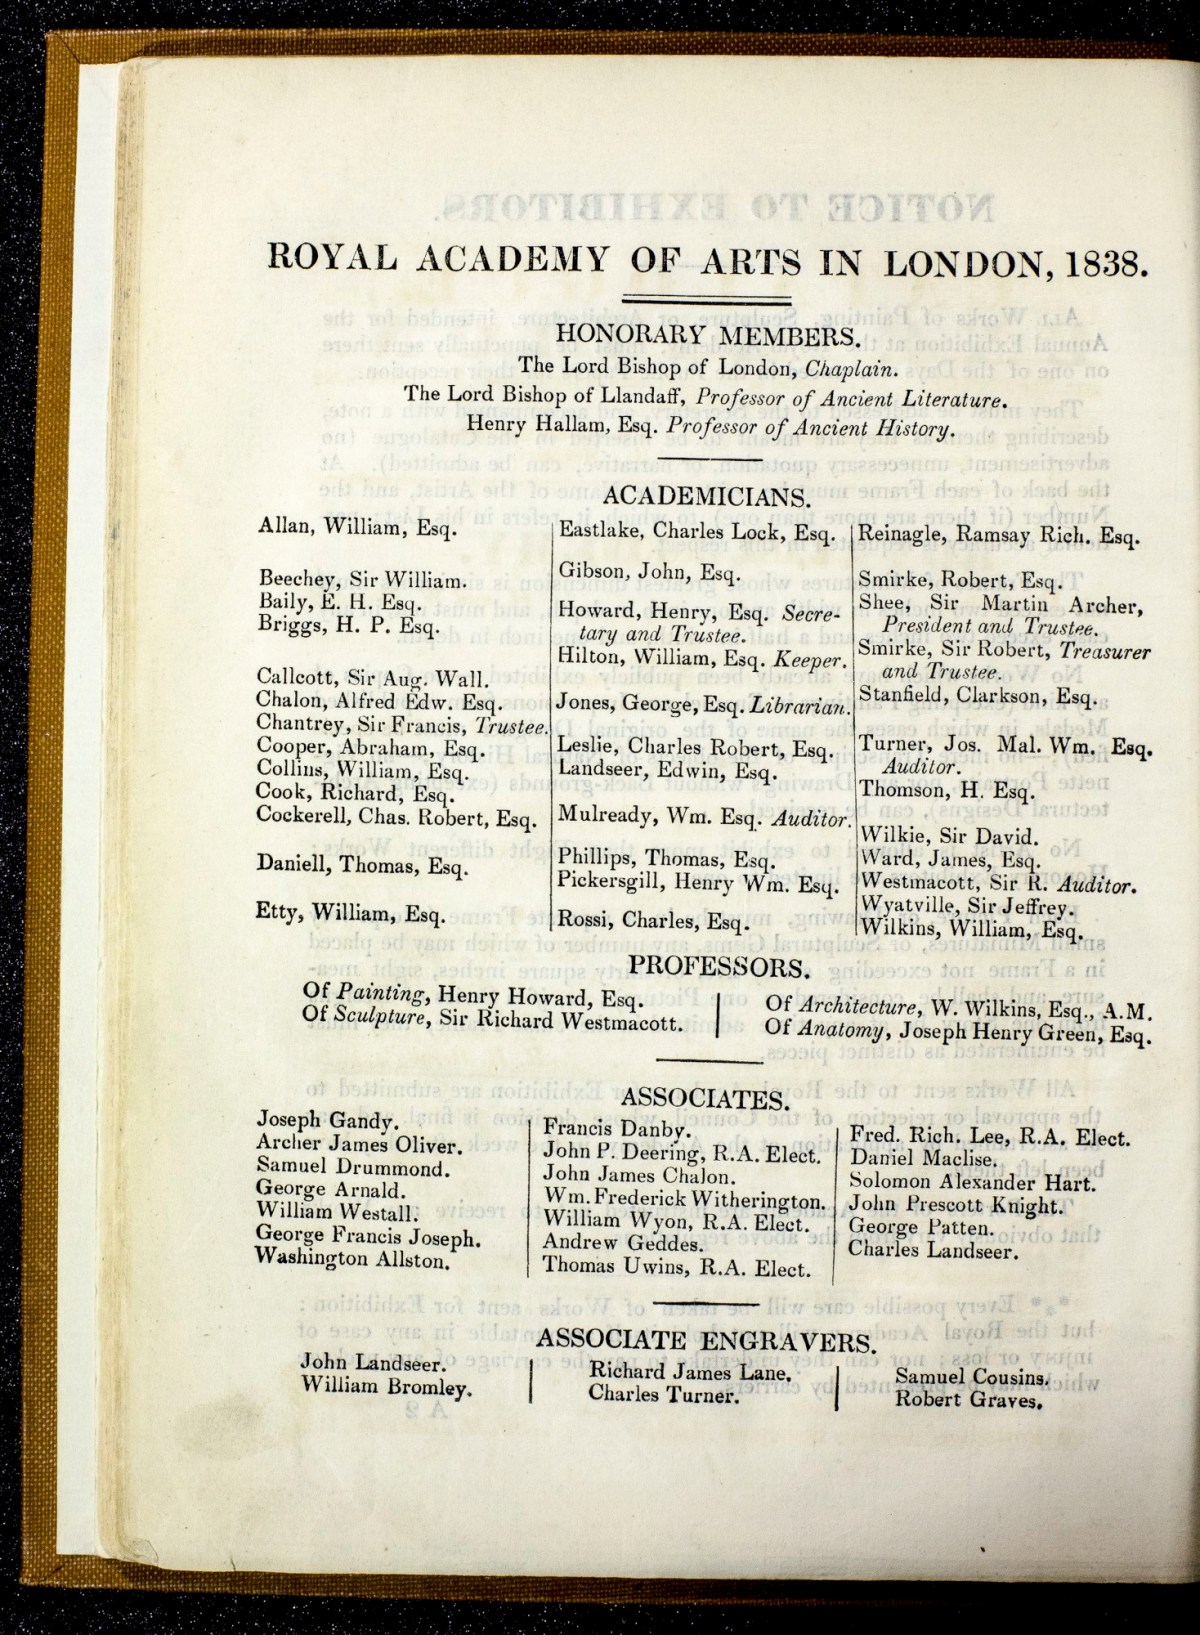 ROYAL ACADEMY OF ARTS IN LONDON, 1838.
HONORARY MEMBERS.
The Lord Bishop of London, Chaplain.
The Lord Bishop of Llandaff, Professor of Ancient Literature.
Henry Hallam, Esq. Professor of Ancient History.
ACADEMICIANS.
Allan, William, Esq.
Beechey, Sir William.
Baily, E. H. Esq.
Briggs, H. P. Esq.
Callcott, Sir Aug. Wall.
Chalon, Alfred Edw. Esq.
Chantrey, Sir Francis, Trustee.
Cooper, Abraham, Esq.
Collins, William, Esq.
Cook, Richard, Esq.
Cockerell, Chas. Robert, Esq.
Daniell, Thomas, Esq.
Etty, William, Esq.
Eastlake, Charles Lock, Esq.
Gibson, John, Esq.
Howard, Henry, Esq. Secre-
tary and Trustee.
Hilton, William, Esq. Keeper.
Jones, George, Esq. Librarian.
Leslie, Charles Robert, Esq.
Landseer, Edwin, Esq.
Mulready, Wm. Esq. Auditor.
Phillips, Thomas, Esq.
Pickersgill, Henry Wm. Esq.
Rossi, Charles, Esq.
Reinagle, Ramsay Rich. Esq.
Smirke, Robert, Esq.
Shee, Sir Martin Archer,
President and Trustee.
Smirke, Sir Robert, Treasurer
and Trustee.
Stanfield, Clarkson, Esq.
Turner, Jos. Mal. Wm. Esq.
Auditor.
Thomson, H. Esq.
Wilkie, Sir David.
Ward, James, Esq.
Westmacott, Sir R. Auditor.
Wyatville, Sir Jeffrey.
Wilkins, William, Esq.
PROFESSORS.
Of Painting, Henry Howard, Esq.
Of Sculpture, Sir Richard Westmacott.
Of Architecture, W. Wilkins, Esq., A.M.
Of Anatomy, Joseph Henry Green, Esq.
ASSOCIATES.
Joseph Gandy.
Archer James Oliver.
Samuel Drummond.
George Arnald.
William Westall.
George Francis Joseph.
Washington Allston.
Francis Danby.
John P. Deering, R.A. Elect.
John James Chalon.
Wm. Frederick Witherington.
William Wyon, R.A. Elect.
Andrew Geddes.
Thomas Uwins, R.A. Elect.
Fred. Rich. Lee, R.A. Elect.
Daniel Maclise.
Solomon Alexander Hart.
John Prescott Knight.
George Patten.
Charles Landseer.
ASSOCIATE ENGRAVERS.
John Landseer.
William Bromley.
Richard James Lane.
Charles Turner.
Samuel Cousins.
Robert Graves.